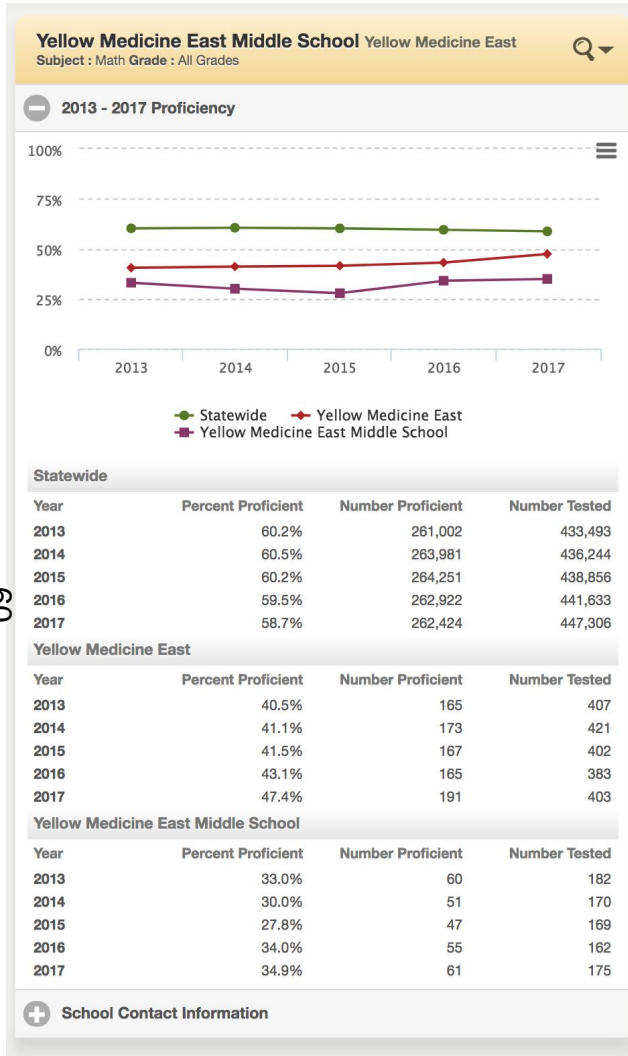 Yellow Medicine East Middle School Yellow Medicine East
Subject : Math Grade : All Grades
2013 - 2017 Proficiency
100%
75%
50%
25%
0%
2013 2014 2015 2016 2017
Statewide Yellow Medicine East
Yellow Medicine East Middle School
Statewide
Year Percent Proficient Number Proficient Number Tested
2013 60.2% 261,002 433,493
2014 60.5% 263,981 436,244
2015 60.2% 264,251 438,856
2016 59.5% 262,922 441,633
2017 58.7% 262,424 447,306
Yellow Medicine East
Year Percent Proficient Number Proficient Number Tested
2013 40.5% 165 407
2014 41.1% 173 421
2015 41.5% 167 402
2016 43.1% 165 383
2017 47.4% 191 403
Yellow Medicine East Middle School
Year Percent Proficient Number Proficient Number Tested
2013 33.0% 60 182
2014 30.0% 51 170
2015 27.8% 47 169
2016 34.0% 55 162
2017 34.9% 61 175
School Contact Information